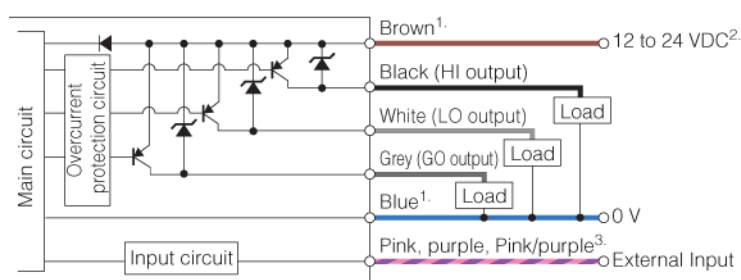 Brown1.
12 to 24 VDC2.
Black (HI output)
Load
White (LO output)
Load
Grey (GO output)
Load
Blue1.
0 V
Pink, purple, Pink/purple3.
External Input
Main circuit
Overcurrent
protection circuit
Input circuit